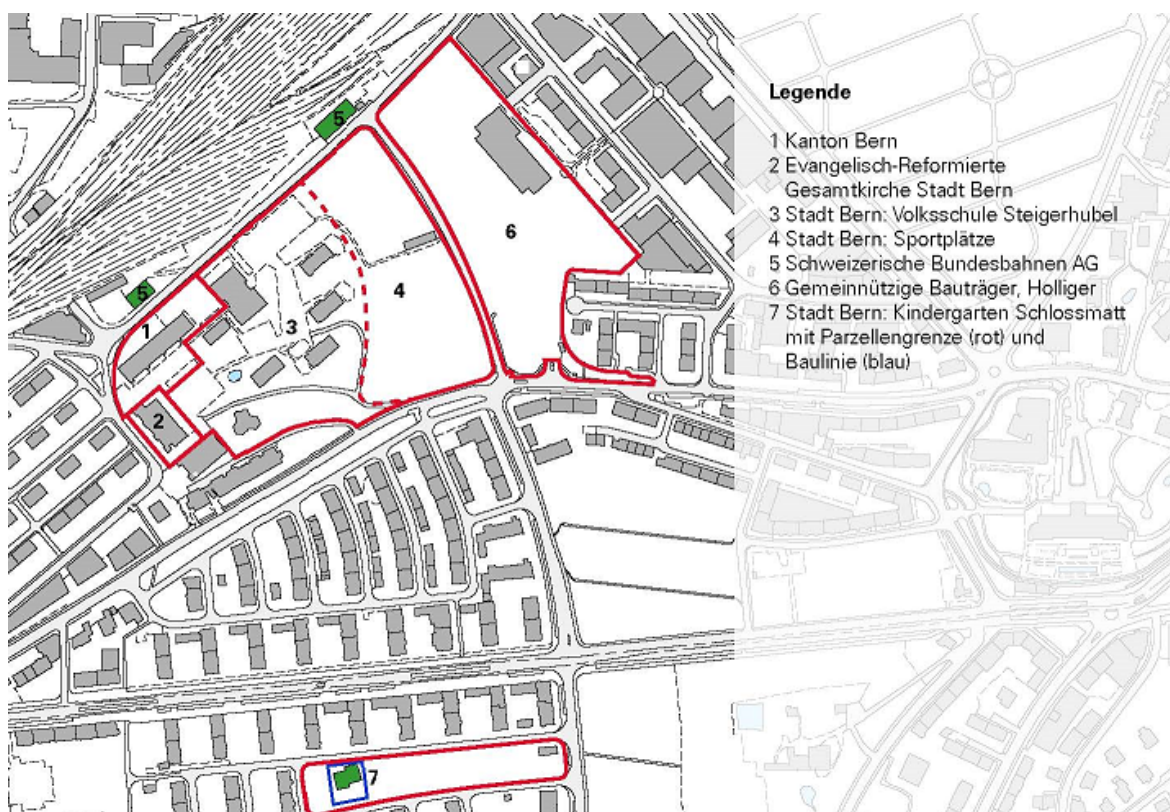 5
6
4
5
1
3
2
7
Legende
1 Kanton Bern
2 Evangelisch-Reformierte
Gesamtkirche Stadt Bern
3 Stadt Bern: Volksschule Steigerhubel
4 Stadt Bern: Sportplätze
5 Schweizerische Bundesbahnen AG
6 Gemeinnützige Bauträger, Holliger
7 Stadt Bern: Kindergarten Schlossmatt
mit Parzellengrenze (rot) und
Baulinie (blau)